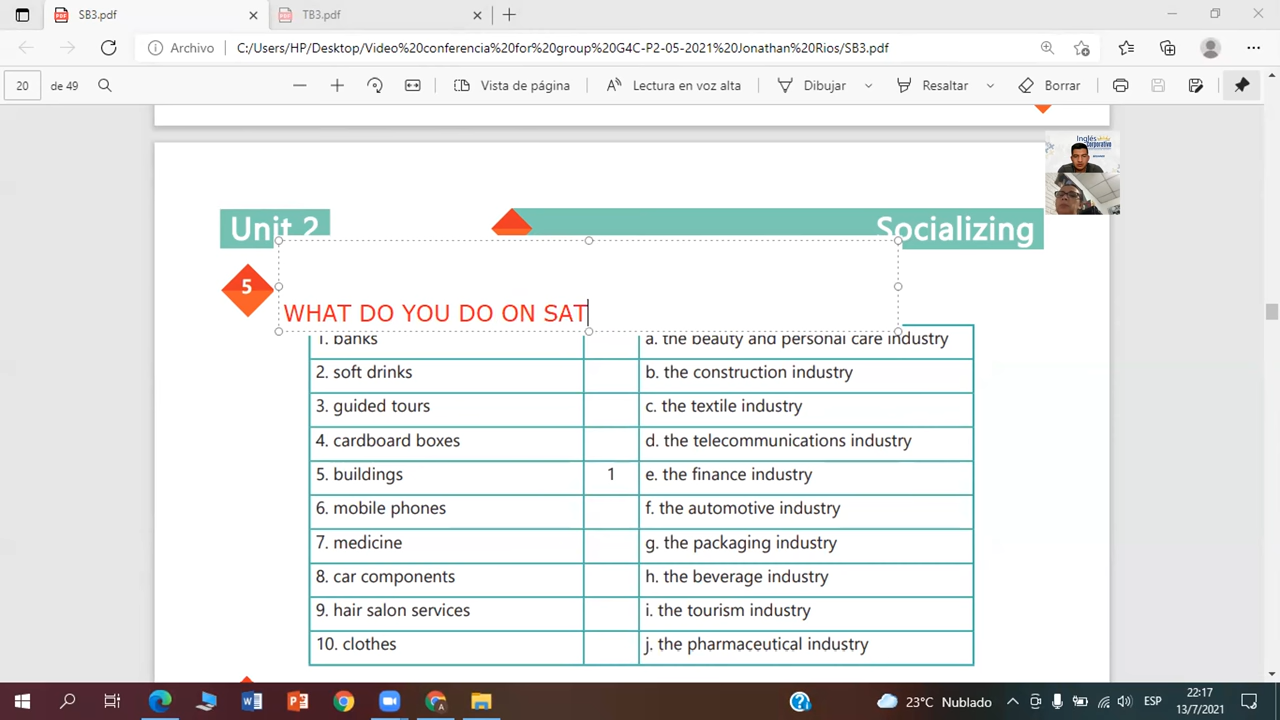 SB3.pdf
TB3.pdf
Archivo
C:/Users/HP/Desktop/Video%20conferencia%20for%20group%20G4C-P2-05-2021%20Jonathan%20Rios/SB3.pdf
20
de 49
Vista de página
Lectura en voz alta
Dibujar
Resaltar
Borrar
Inglés
Corporativo
Unit 2
Socializing
5
WHAT DO YOU DO ON SAT
1. banks
a. the beauty and personal care industry
2. soft drinks
b. the construction industry
3. guided tours
c. the textile industry
4. cardboard boxes
d. the telecommunications industry
5. buildings
1
e. the finance industry
6. mobile phones
f. the automotive industry
7. medicine
g. the packaging industry
8. car components
h. the beverage industry
9. hair salon services
i. the tourism industry
10. clothes
j. the pharmaceutical industry
23°C Nublado
ESP
22:17
13/7/2021